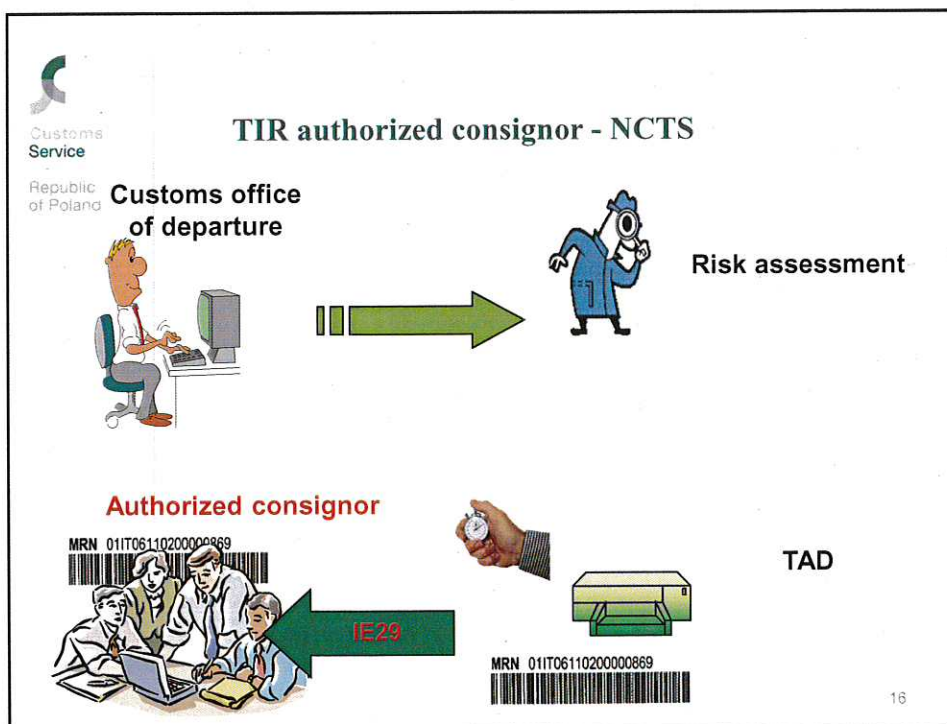 Customs
Service
Republic
of Poland
TIR authorized consignor - NCTS
Customs office
of departure
Risk assessment
Authorized consignor
MRN 01IT06110200000869
IE29
TAD
MRN 01IT06110200000869
16